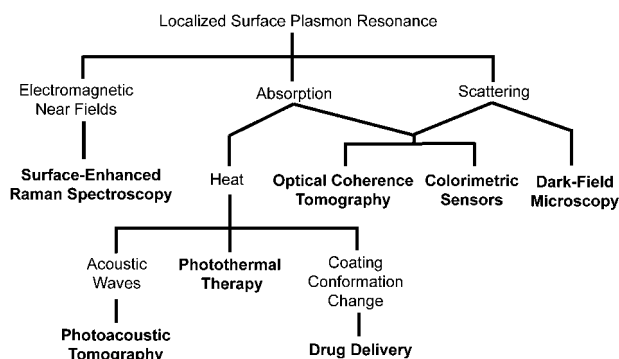 Localized Surface Plasmon Resonance
Electromagnetic
Near Fields
Absorption
Scattering
Surface-Enhanced
Raman Spectroscopy
Heat
Optical Coherence
Tomography
Colorimetric
Sensors
Dark-Field
Microscopy
Acoustic
Waves
Photothermal
Therapy
Coating
Conformation
Change
Photoacoustic
Tomography
Drug Delivery